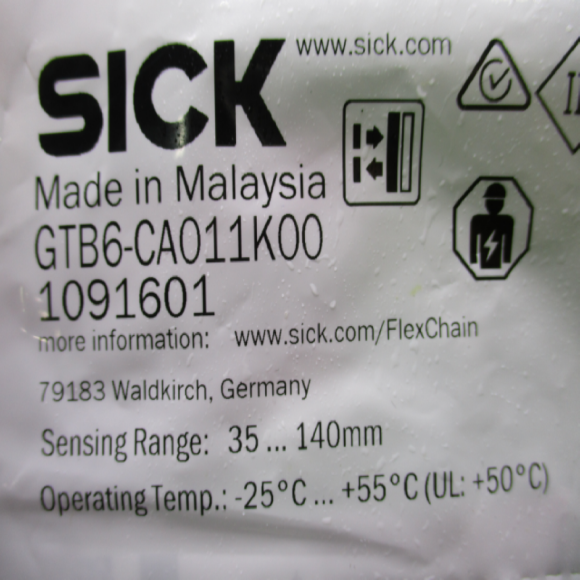 SICK www.sick.com
Made in Malaysia
GTB6-CA011K00
1091601
more information: www.sick.com/FlexChain
79183 Waldkirch, Germany
Sensing Range: 35 ... 140mm
Operating Temp.: -25°C ... +55°C (UL: +50°C)